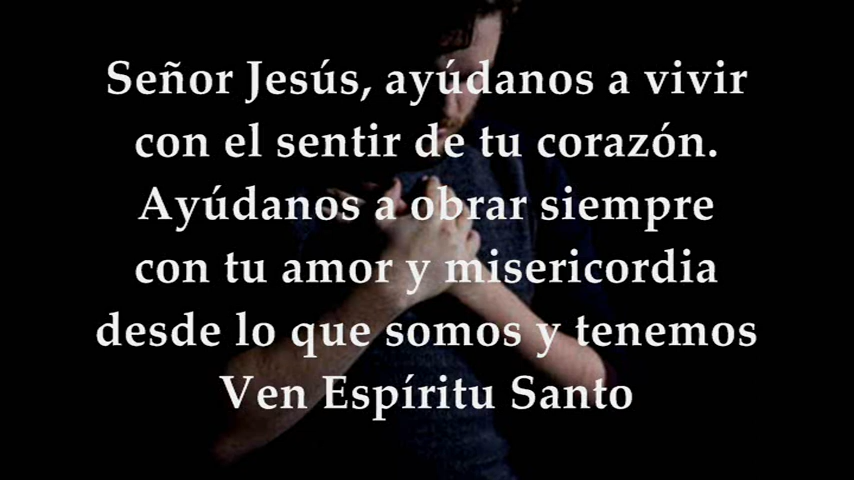 Señor Jesús, ayúdanos a vivir
con el sentir de tu corazón.
Ayúdanos a obrar siempre
con tu amor y misericordia
desde lo que somos y tenemos
Ven Espíritu Santo